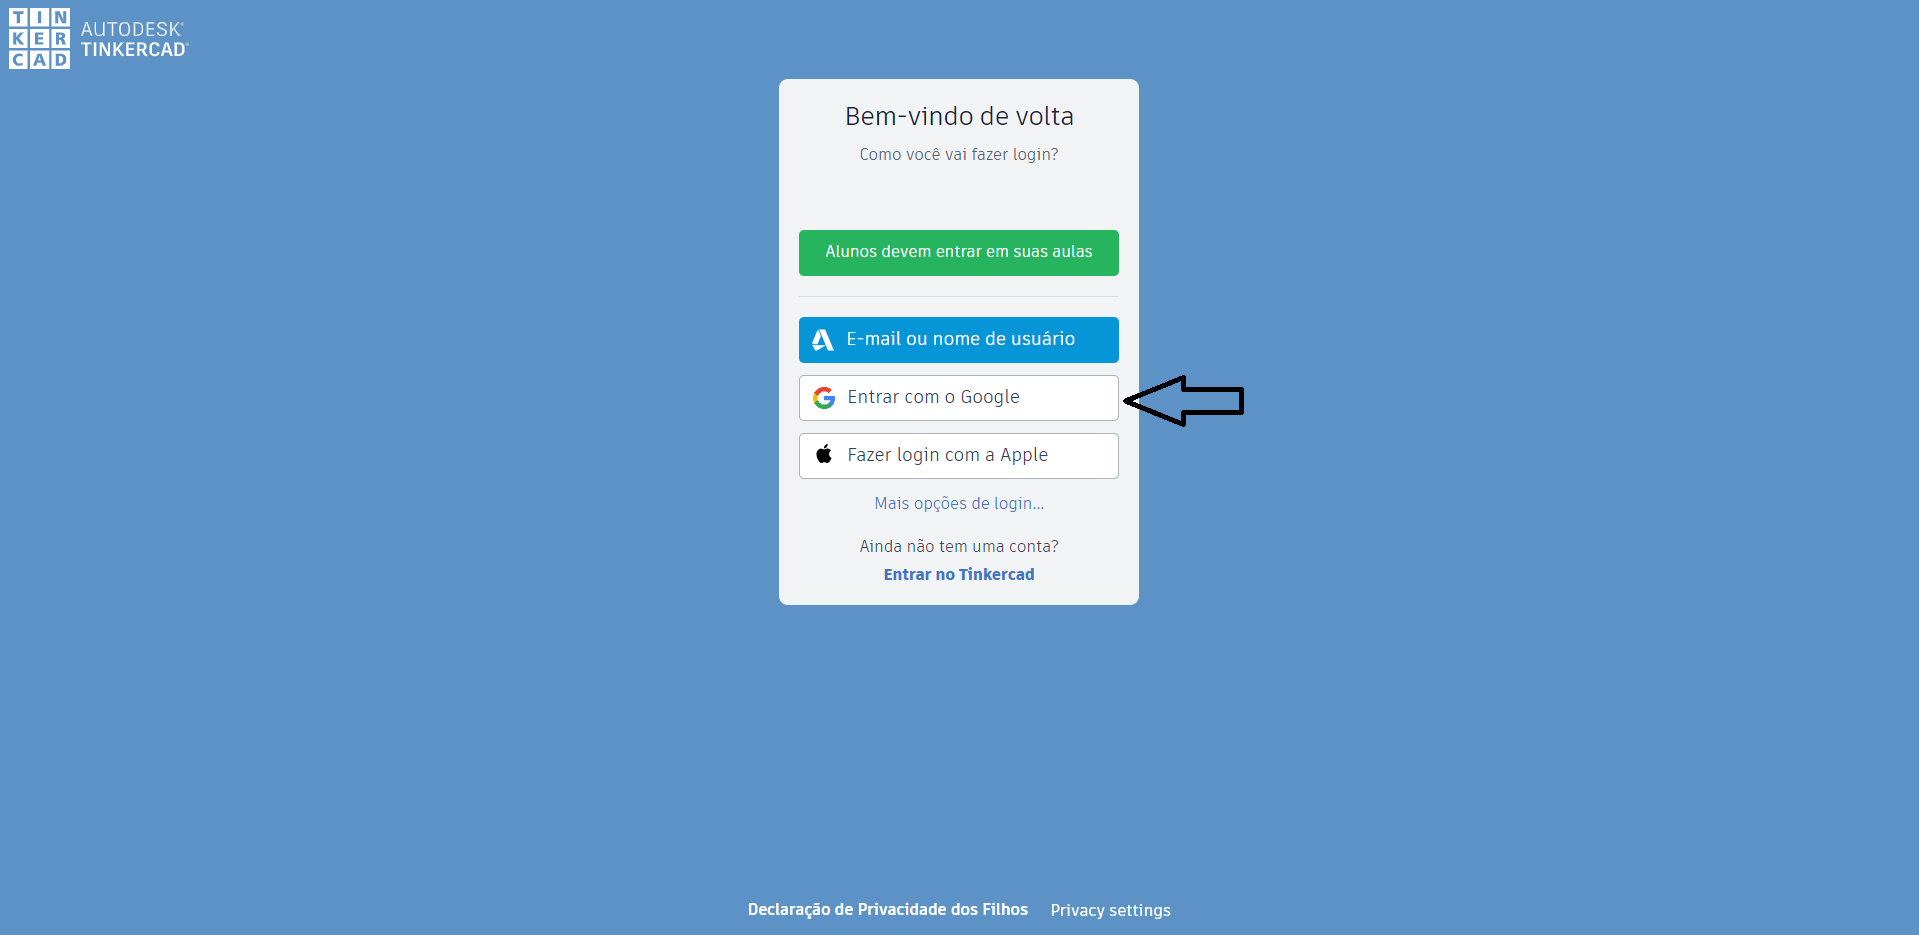 TIN
KER
CAD
AUTODESK®
TINKERCAD®
Bem-vindo de volta
Como você vai fazer login?
Alunos devem entrar em suas aulas
E-mail ou nome de usuário
Entrar com o Google
Fazer login com a Apple
Mais opções de login...
Ainda não tem uma conta?
Entrar no Tinkercad
Declaração de Privacidade dos Filhos
Privacy settings